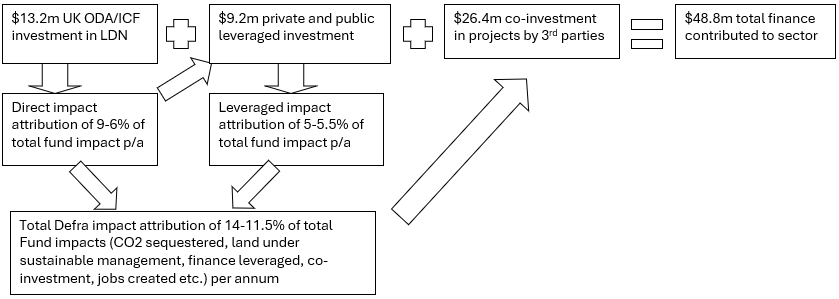 $13.2m UK ODA/ICF
investment in LDN
$9.2m private and public
leveraged investment
$26.4m co-investment
in projects by 3rd parties
$48.8m total finance
contributed to sector
Direct impact
attribution of 9-6% of
total fund impact p/a
Leveraged impact
attribution of 5-5.5% of
total fund impact p/a
Total Defra impact attribution of 14-11.5% of total
Fund impacts (CO2 sequestered, land under
sustainable management, finance leveraged, co-
investment, jobs created etc.) per annum